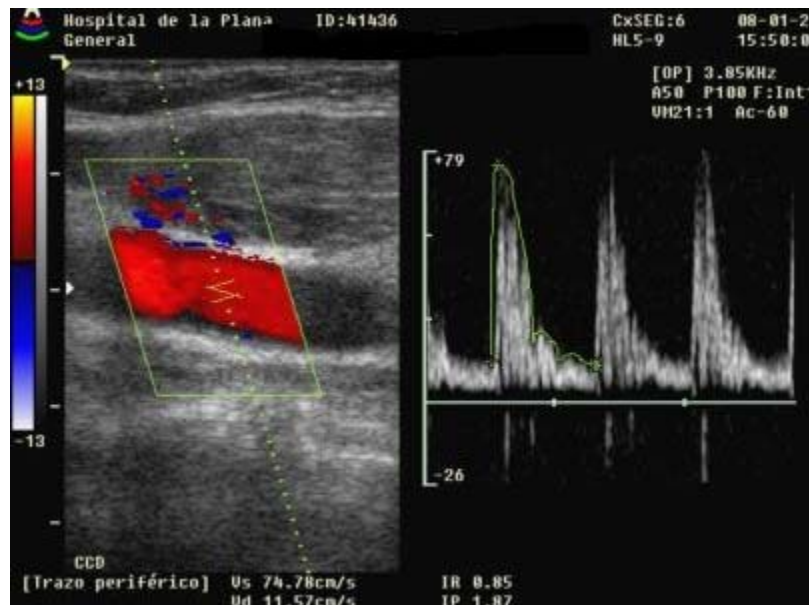 Hospital de la Plana ID:41436 CxSEG:6 08-01-2
General HL5-9 15:50:0
[OP] 3.85KHz
A50 P100 F:Int
VM21:1 Ac-60
+13
-13
+79
-26
CCD
[Trazo periférico] Vs 74.78cm/s IR 0.85
Vd 11.57cm/s IP 1.87